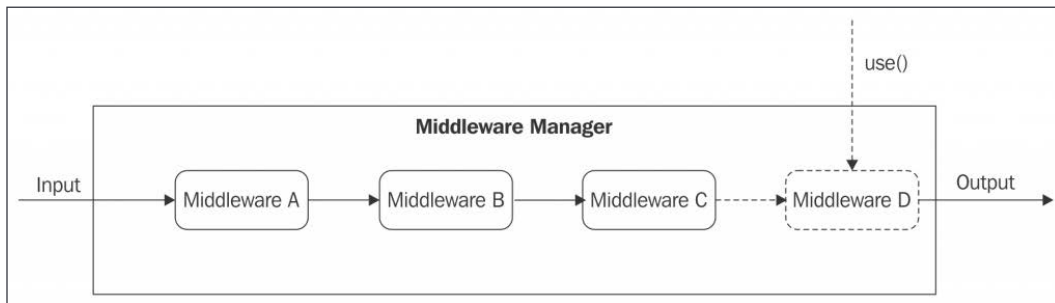 use()
Middleware Manager
Input
Middleware A
Middleware B
Middleware C
Middleware D
Output